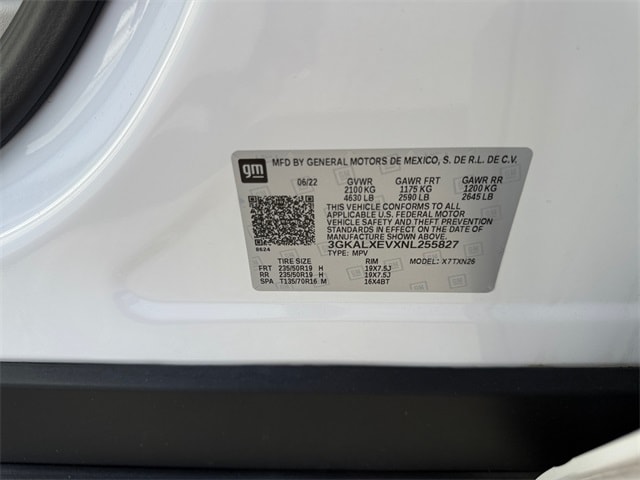 gm MFD BY GENERAL MOTORS DE MEXICO, S. DE R.L. DE C.V.
06/22 GVWR GAWR FRT GAWR RR
2100 KG 1175 KG 1200 KG
4630 LB 2590 LB 2645 LB
THIS VEHICLE CONFORMS TO ALL
APPLICABLE U.S. FEDERAL MOTOR
VEHICLE SAFETY AND THEFT PREVENTION
STANDARDS IN EFFECT ON THE DATE OF
MANUFACTURE SHOWN ABOVE.
3GKALXEVXNL255827
0624 TYPE: MPV
TIRE SIZE RIM MODEL: X7TXN26
FRT 235/50R19 H 19X7.5J
RR 235/50R19 H 19X7.5J
SPA T135/70R16 M 16X4BT